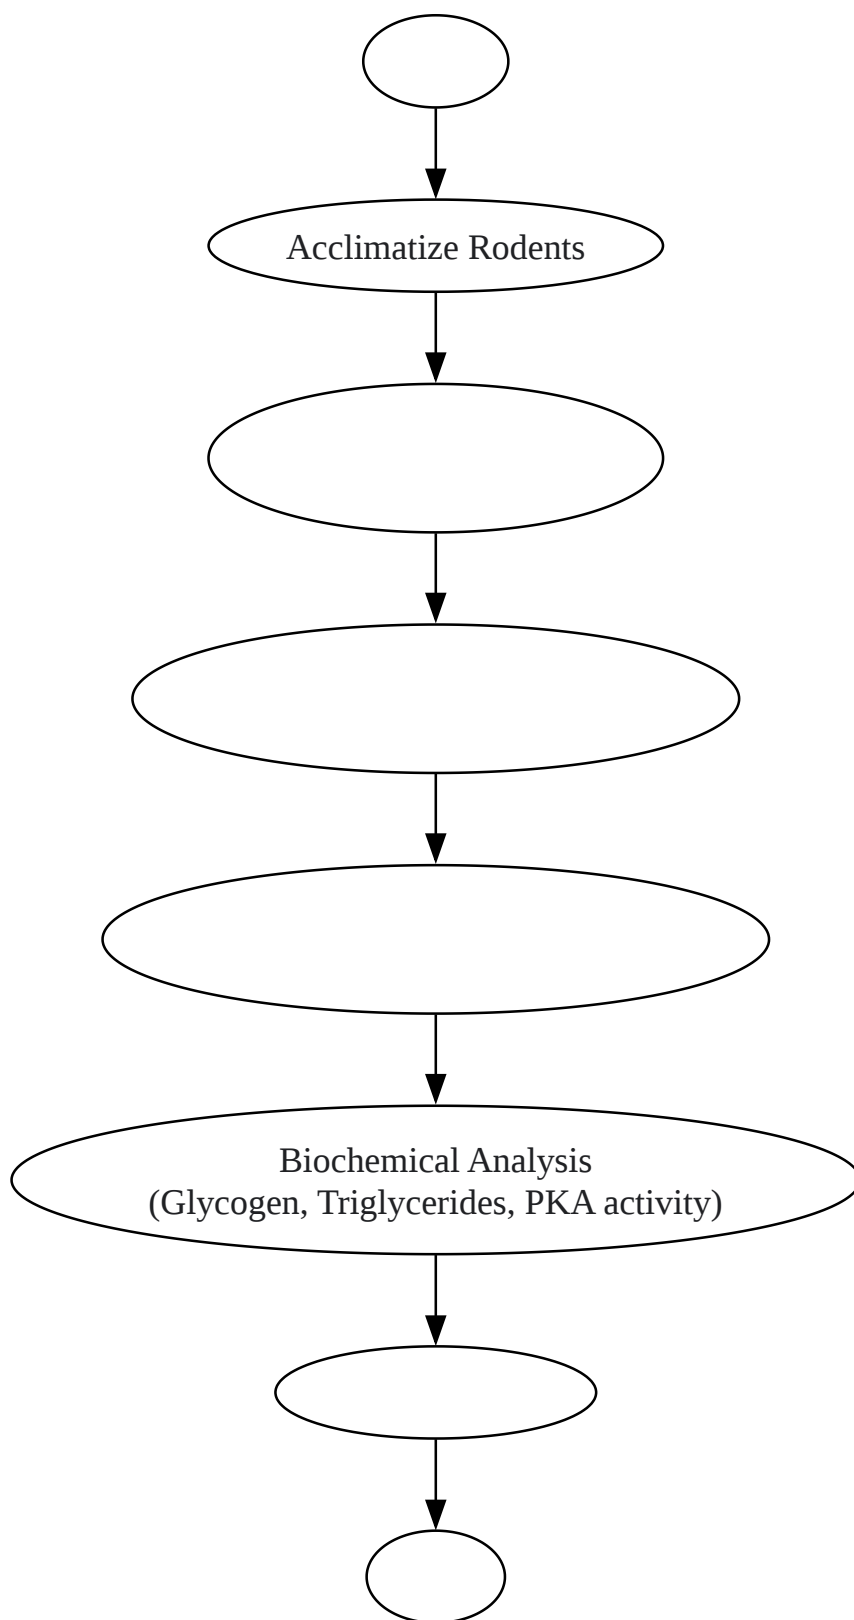 Acclimatize Rodents
Biochemical Analysis
(Glycogen, Triglycerides, PKA activity)